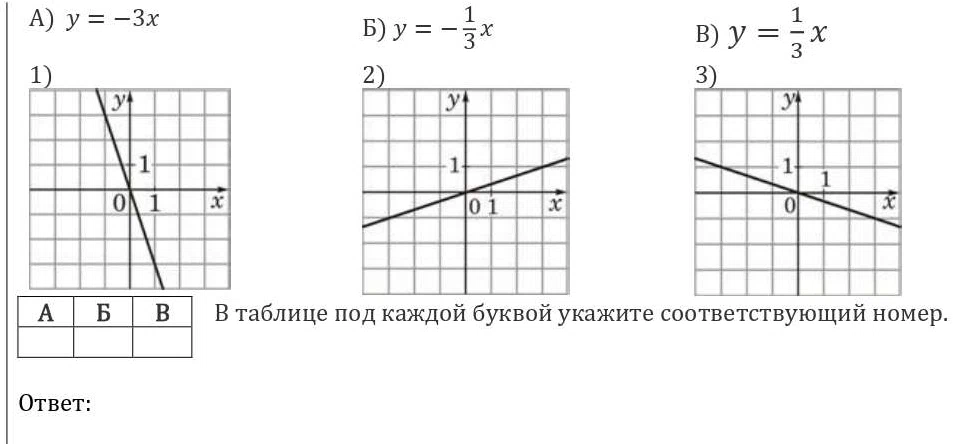 А) y = −3x
Б) y = −1/3 x
В) y = 1/3 x
1)
2)
3)
y
1
0
1
x
y
1
0
1
x
y
1
1
0
x
А Б В
В таблице под каждой буквой укажите соответствующий номер.
Ответ: